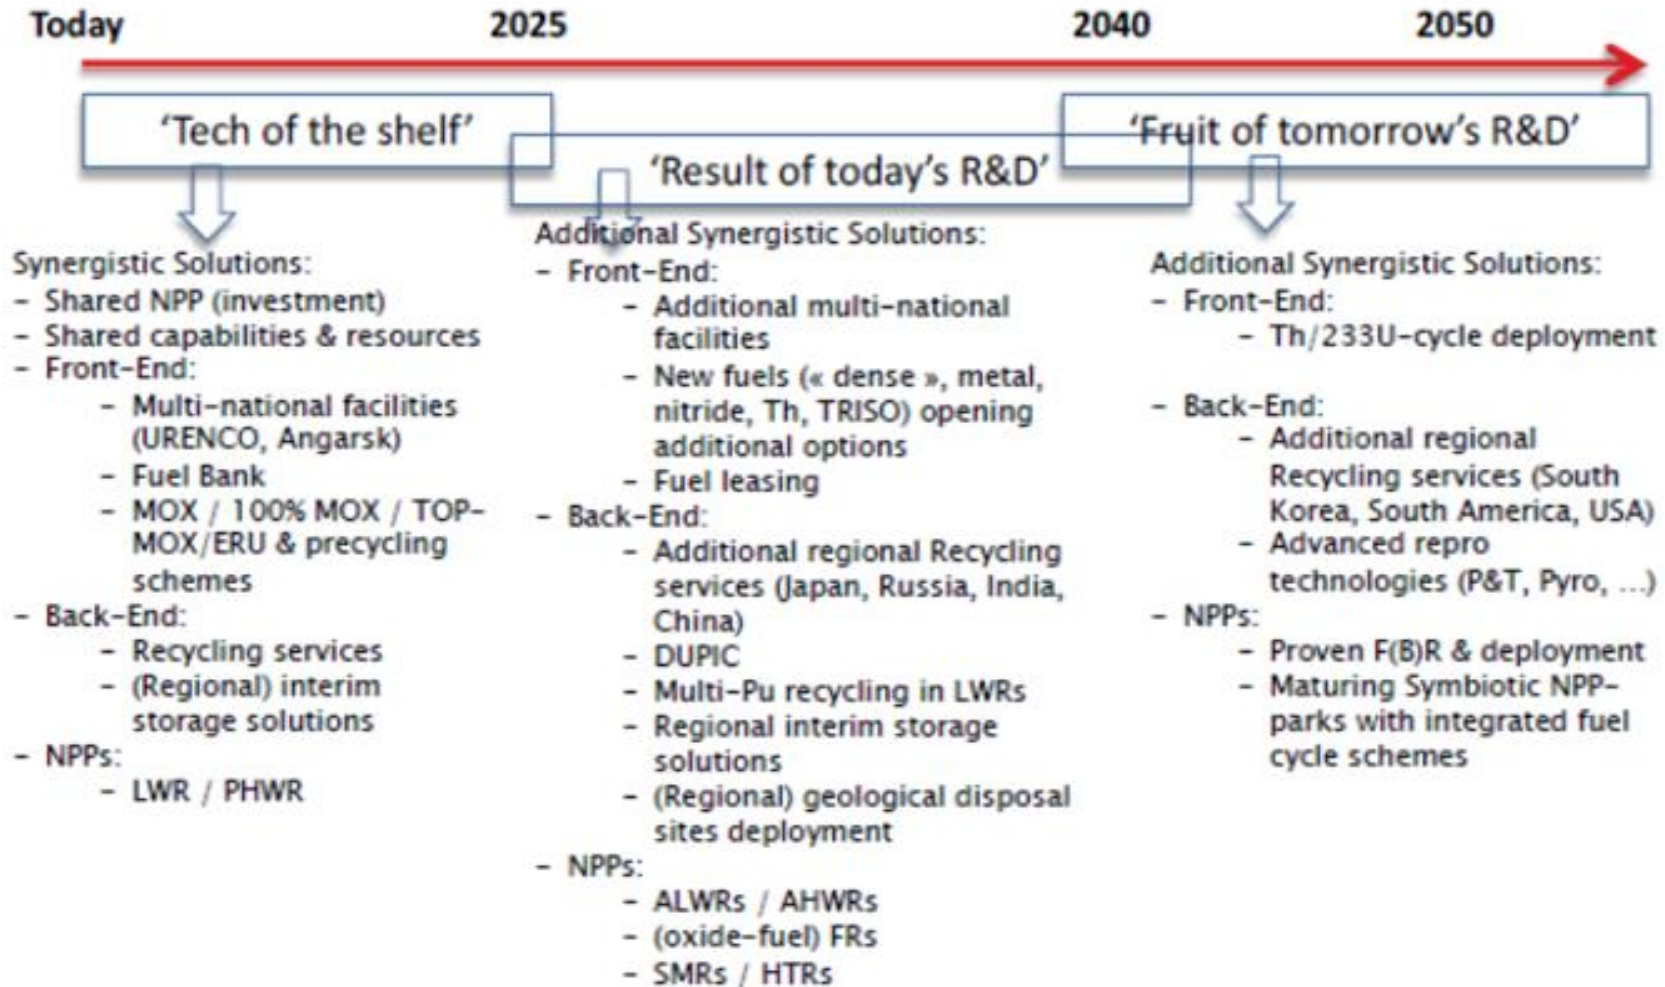 Today 2025 2040 2050
‘Tech of the shelf’
‘Result of today’s R&D’
‘Fruit of tomorrow’s R&D’
Synergistic Solutions:
- Shared NPP (investment)
- Shared capabilities & resources
- Front-End:
- Multi-national facilities
(URENCO, Angarsk)
- Fuel Bank
- MOX / 100% MOX / TOP-
MOX/ERU & precycling
schemes
- Back-End:
- Recycling services
- (Regional) interim
storage solutions
- NPPs:
- LWR / PHWR
Additional Synergistic Solutions:
- Front-End:
- Additional multi-national
facilities
- New fuels (« dense », metal,
nitride, Th, TRISO) opening
additional options
- Fuel leasing
- Back-End:
- Additional regional Recycling
services (Japan, Russia, India,
China)
- DUPIC
- Multi-Pu recycling in LWRs
- Regional interim storage
solutions
- (Regional) geological disposal
sites deployment
- NPPs:
- ALWRs / AHWRs
- (oxide-fuel) FRs
- SMRs / HTRs
Additional Synergistic Solutions:
- Front-End:
- Th/233U-cycle deployment
- Back-End:
- Additional regional
Recycling services (South
Korea, South America, USA)
- Advanced repro
technologies (P&T, Pyro, ...)
- NPPs:
- Proven F(B)R & deployment
- Maturing Symbiotic NPP-
parks with integrated fuel
cycle schemes